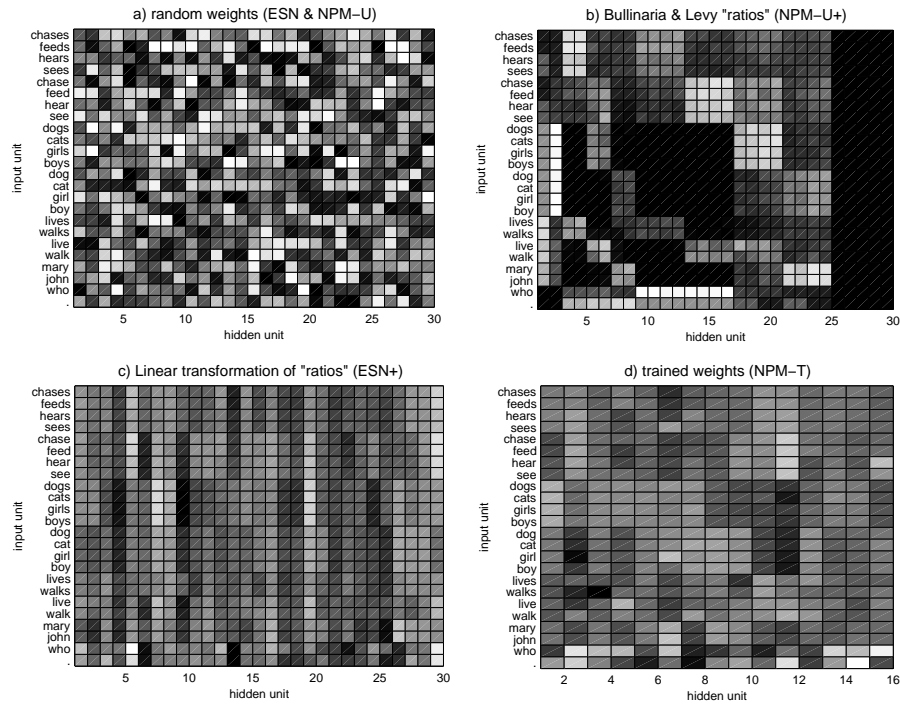 a) random weights (ESN & NPM−U)
chases
feeds
hears
sees
chase
feed
hear
see
dogs
cats
girls
boys
dog
cat
girl
boy
lives
walks
live
walk
mary
john
who
.
input unit
5 10 15 20 25 30
hidden unit
b) Bullinaria & Levy "ratios" (NPM−U+)
chases
feeds
hears
sees
chase
feed
hear
see
dogs
cats
girls
boys
dog
cat
girl
boy
lives
walks
live
walk
mary
john
who
.
input unit
5 10 15 20 25 30
hidden unit
c) Linear transformation of "ratios" (ESN+)
chases
feeds
hears
sees
chase
feed
hear
see
dogs
cats
girls
boys
dog
cat
girl
boy
lives
walks
live
walk
mary
john
who
.
input unit
5 10 15 20 25 30
hidden unit
d) trained weights (NPM−T)
chases
feeds
hears
sees
chase
feed
hear
see
dogs
cats
girls
boys
dog
cat
girl
boy
lives
walks
live
walk
mary
john
who
.
input unit
2 4 6 8 10 12 14 16
hidden unit